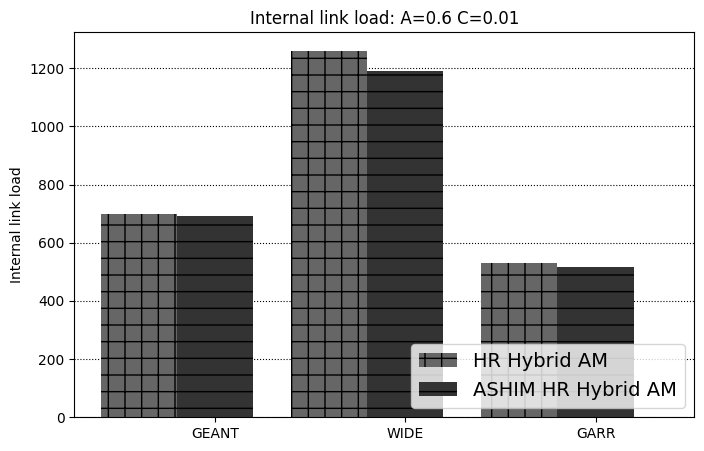 Internal link load: A=0.6 C=0.01
Internal link load
1200
1000
800
600
400
200
0
GEANT
WIDE
GARR
HR Hybrid AM
ASHIM HR Hybrid AM